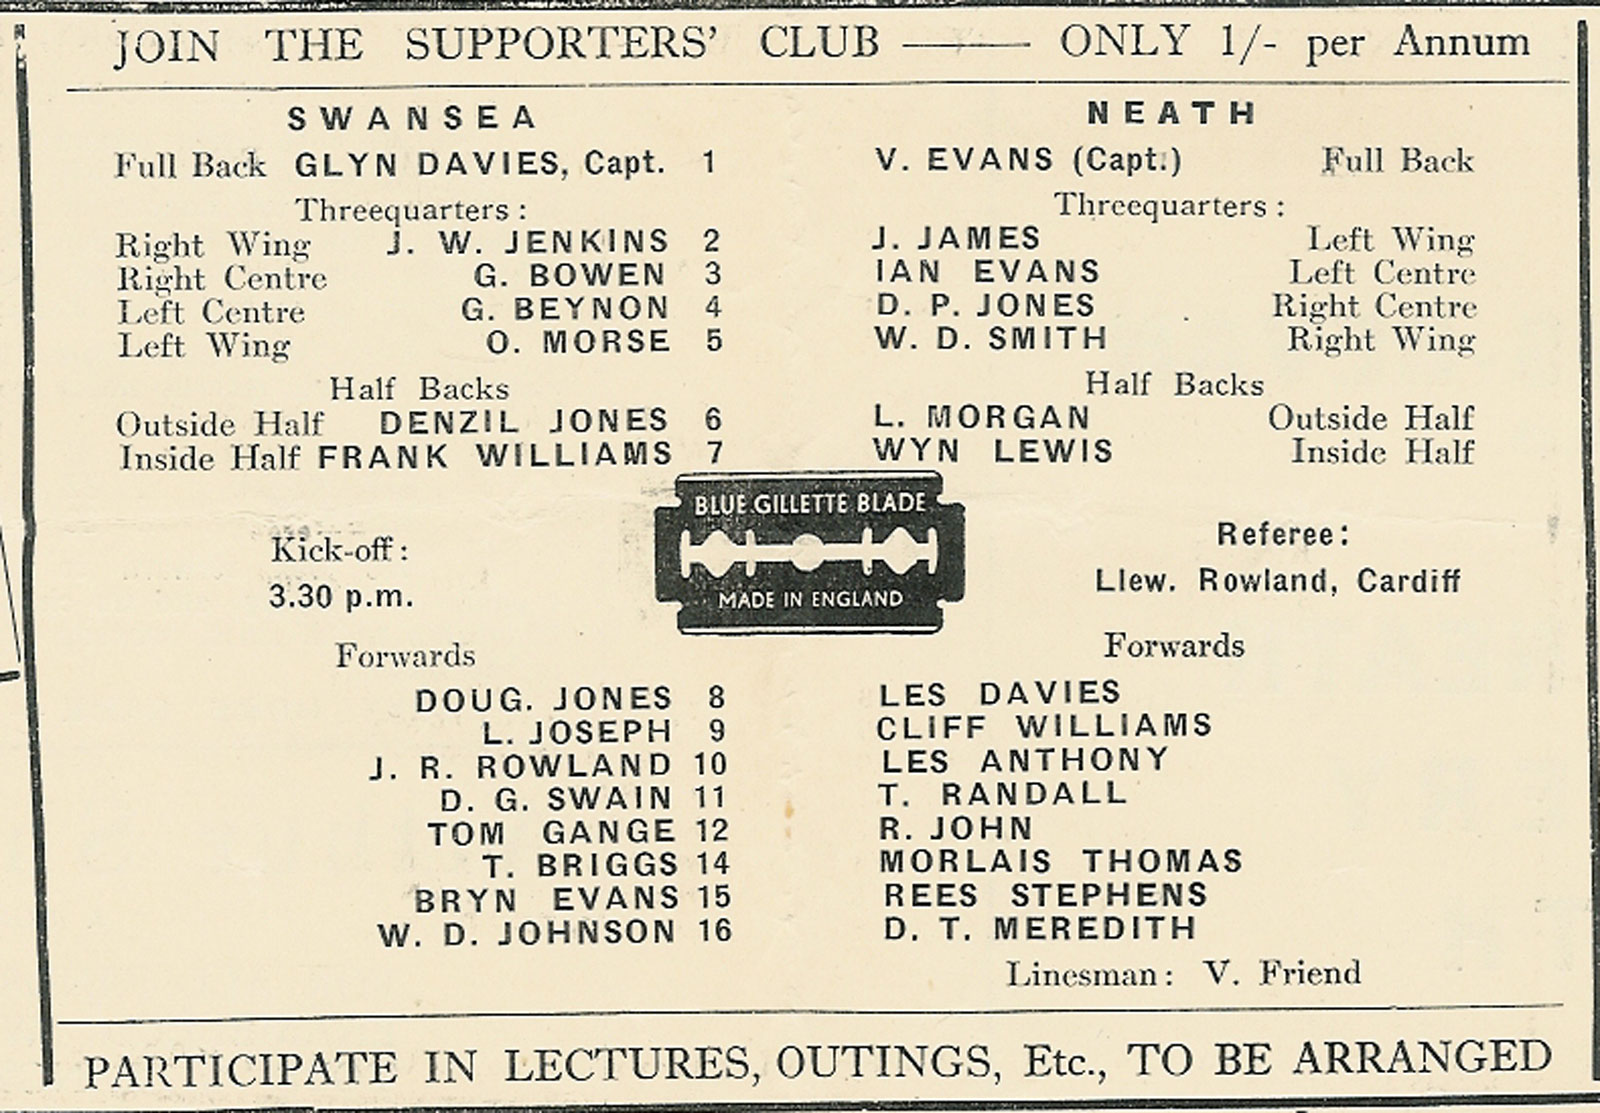 JOIN THE SUPPORTERS' CLUB —— ONLY 1/- per Annum
SWANSEA
Full Back GLYN DAVIES, Capt. 1
Threequarters:
Right Wing J. W. JENKINS 2
Right Centre G. BOWEN 3
Left Centre G. BEYNON 4
Left Wing O. MORSE 5
Half Backs
Outside Half DENZIL JONES 6
Inside Half FRANK WILLIAMS 7
Kick-off:
3.30 p.m.
Forwards
DOUG. JONES 8
L. JOSEPH 9
J. R. ROWLAND 10
D. G. SWAIN 11
TOM GANGE 12
T. BRIGGS 14
BRYN EVANS 15
W. D. JOHNSON 16
BLUE GILLETTE BLADE
MADE IN ENGLAND
NEATH
V. EVANS (Capt.) Full Back
Threequarters:
J. JAMES Left Wing
IAN EVANS Left Centre
D. P. JONES Right Centre
W. D. SMITH Right Wing
Half Backs
L. MORGAN Outside Half
WYN LEWIS Inside Half
Referee:
Llew. Rowland, Cardiff
Forwards
LES DAVIES
CLIFF WILLIAMS
LES ANTHONY
T. RANDALL
R. JOHN
MORLAIS THOMAS
REES STEPHENS
D. T. MEREDITH
Linesman: V. Friend
PARTICIPATE IN LECTURES, OUTINGS, Etc., TO BE ARRANGED